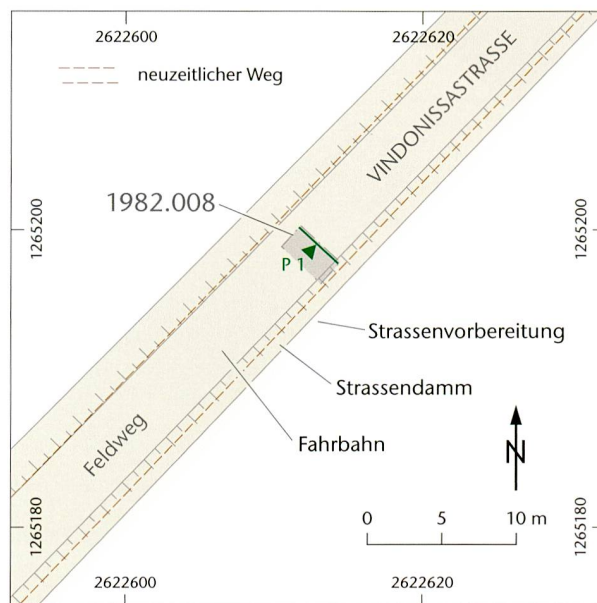 2622600
2622620
neuzeitlicher Weg
VINDONISSASTRASSE
1982.008
1265200
1265200
P 1
Strassenvorbereitung
Strassendamm
Fahrbahn
Feldweg
N
1265180
1265180
0 5 10 m
2622600
2622620